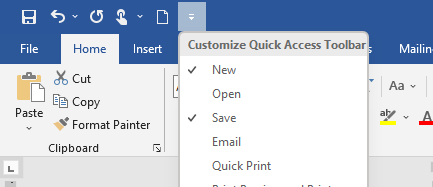 Customize Quick Access Toolbar
File Home Insert Mailin
New
Cut
Open
Aa
Copy
Save
Paste
Format Painter
Email
Clipboard
Quick Print